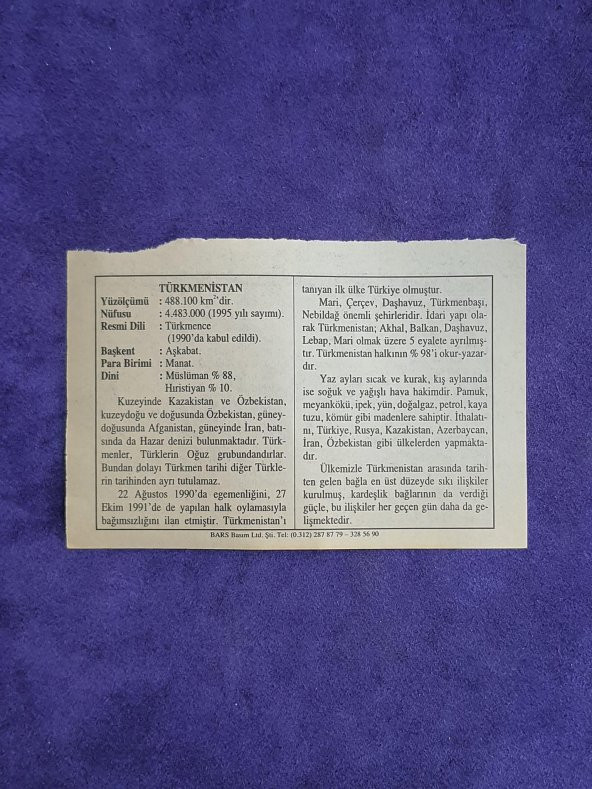 TÜRKMENİSTAN
Yüzölçümü : 488.100 km²'dir.
Nüfusu : 4.483.000 (1995 yılı sayımı).
Resmi Dili : Türkmence
(1990'da kabul edildi).
Başkent : Aşkabat.
Para Birimi : Manat.
Dini : Müslüman % 88,
Hıristiyan % 10.
Kuzeyinde Kazakistan ve Özbekistan,
kuzeydoğu ve doğusunda Özbekistan, güney-
doğusunda Afganistan, güneyinde İran, batı-
sında da Hazar denizi bulunmaktadır. Türk-
menler, Türklerin Oğuz grubundandırlar.
Bundan dolayı Türkmen tarihi diğer Türkle-
rin tarihinden ayrı tutulamaz.
22 Ağustos 1990'da egemenliğini, 27
Ekim 1991'de de yapılan halk oylamasıyla
bağımsızlığını ilan etmiştir. Türkmenistan'ı
tanıyan ilk ülke Türkiye olmuştur.
Mari, Çerçev, Daşhavuz, Türkmenbaşı,
Nebildağ önemli şehirleridir. İdari yapı ola-
rak Türkmenistan; Akhal, Balkan, Daşhavuz,
Lebap, Mari olmak üzere 5 eyalete ayrılmış-
tır. Türkmenistan halkının % 98'i okur-yazar-
dır.
Yaz ayları sıcak ve kurak, kış aylarında
ise soğuk ve yağışlı hava hakimdir. Pamuk,
meyankökü, ipek, yün, doğalgaz, petrol, kaya
tuzu, kömür gibi madenlere sahiptir. İthalatı-
nı, Türkiye, Rusya, Kazakistan, Azerbaycan,
İran, Özbekistan gibi ülkelerden yapmakta-
dır.
Ülkemizle Türkmenistan arasında tarih-
ten gelen bağla en üst düzeyde sıkı ilişkiler
kurulmuş, kardeşlik bağlarının da verdiği
güçle, bu ilişkiler her geçen gün daha da ge-
lişmektedir.
BARS Basım Ltd. Şti. Tel: (0.312) 287 87 79 – 328 56 90